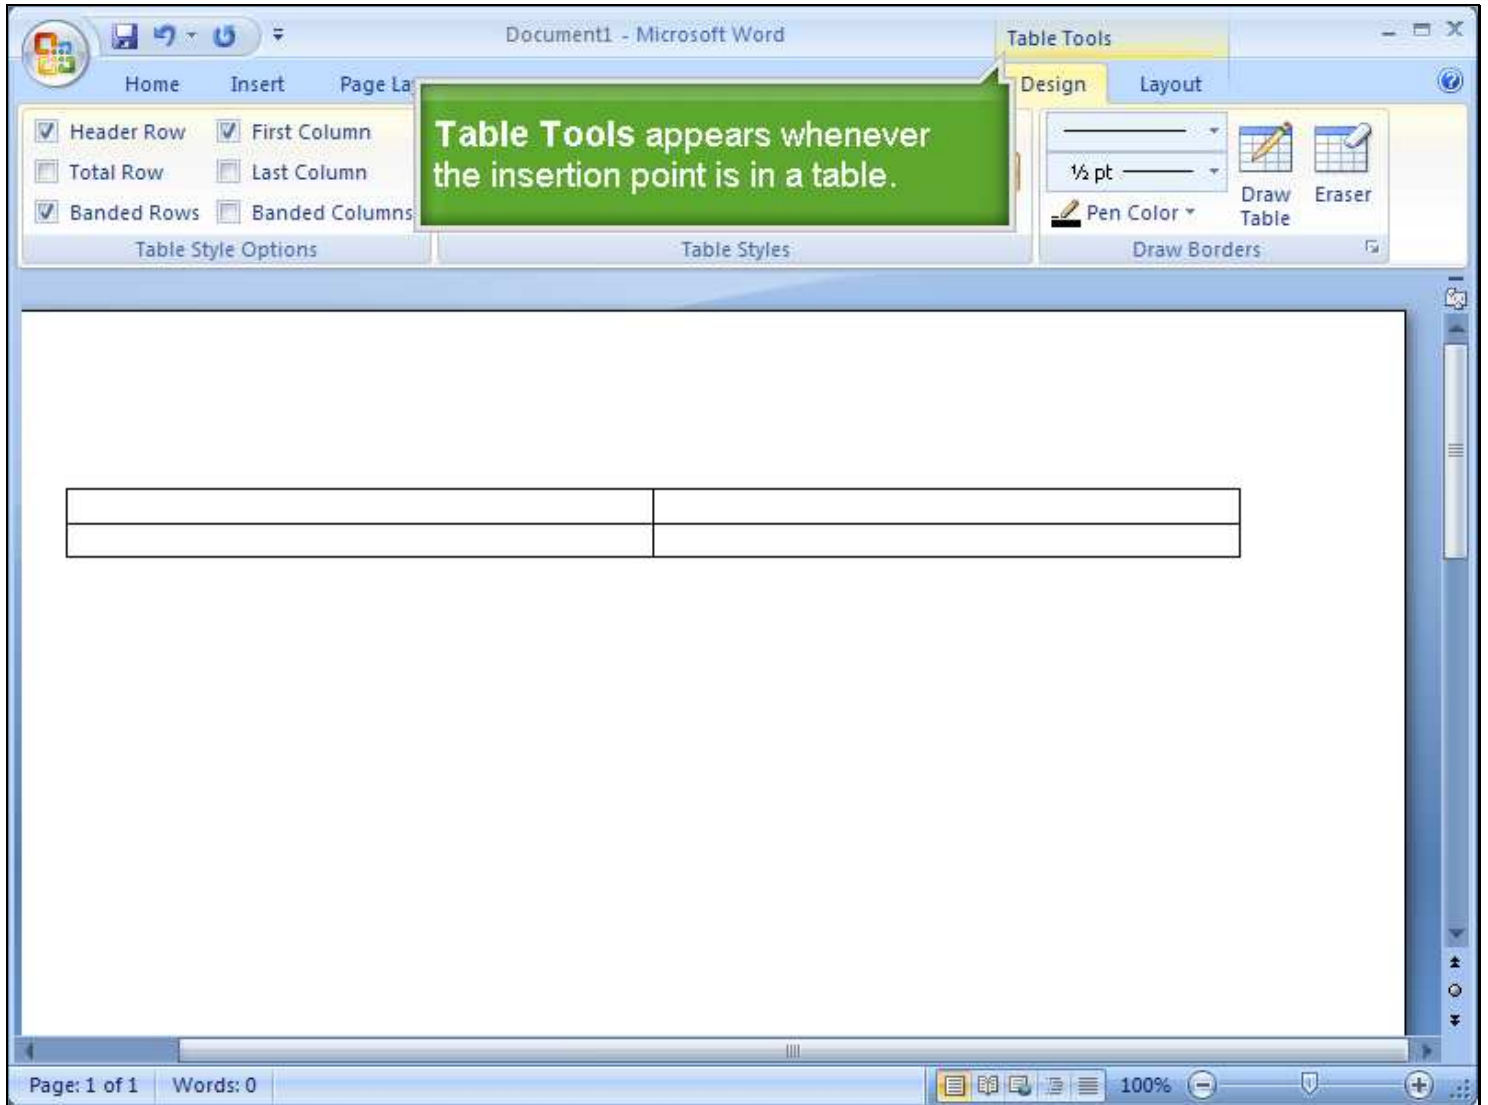 Document1 - Microsoft Word
Table Tools
Home Insert Page La
Design Layout
Header Row First Column
Total Row Last Column
Banded Rows Banded Columns
Table Style Options
Table Tools appears whenever
the insertion point is in a table.
Table Styles
½ pt
Pen Color
Draw
Table
Eraser
Draw Borders
Page: 1 of 1 Words: 0
100%